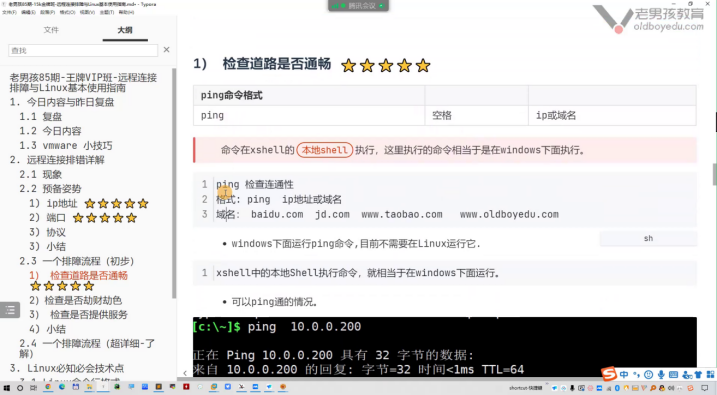 老男孩85期-15k金牌班-远程连接排障与Linux基本使用指南.md - Typora
腾讯会议
文件(F) 编辑(E) 段落(P) 格式(O) 视图(V) 主题(T) 帮助(H)
老男孩教育
oldboyedu.com
文件
大纲
查找
老男孩85期-王牌VIP班-远程连接
排障与Linux基本使用指南
1. 今日内容与昨日复盘
1.1 复盘
1.2 今日内容
1.3 vmware 小技巧
2. 远程连接排错详解
2.1 现象
2.2 预备姿势
1) ip地址
2) 端口
3) 协议
3) 小结
2.3 一个排障流程（初步）
1) 检查道路是否通畅
2) 检查是否劫财劫色
3) 检查是否提供服务
4) 小结
2.4 一个排障流程（超详细-了
解）
3. Linux必知必会技术点
1) 检查道路是否通畅
ping命令格式
ping 空格 ip或域名
命令在xshell的 本地shell 执行，这里执行的命令相当于是在windows下面执行。
1 ping 检查连通性
2 格式: ping ip地址或域名
3 域名: baidu.com jd.com www.taobao.com www.oldboyedu.com
sh
• windows下面运行ping命令,目前不需要在Linux运行它.
1 xshell中的本地Shell执行命令，就相当于在windows下面运行。
• 可以ping通的情况。
[c:\~]$ ping 10.0.0.200
正在 Ping 10.0.0.200 具有 32 字节的数据:
来自 10.0.0.200 的回复: 字节=32 时间<1ms TTL=64
中